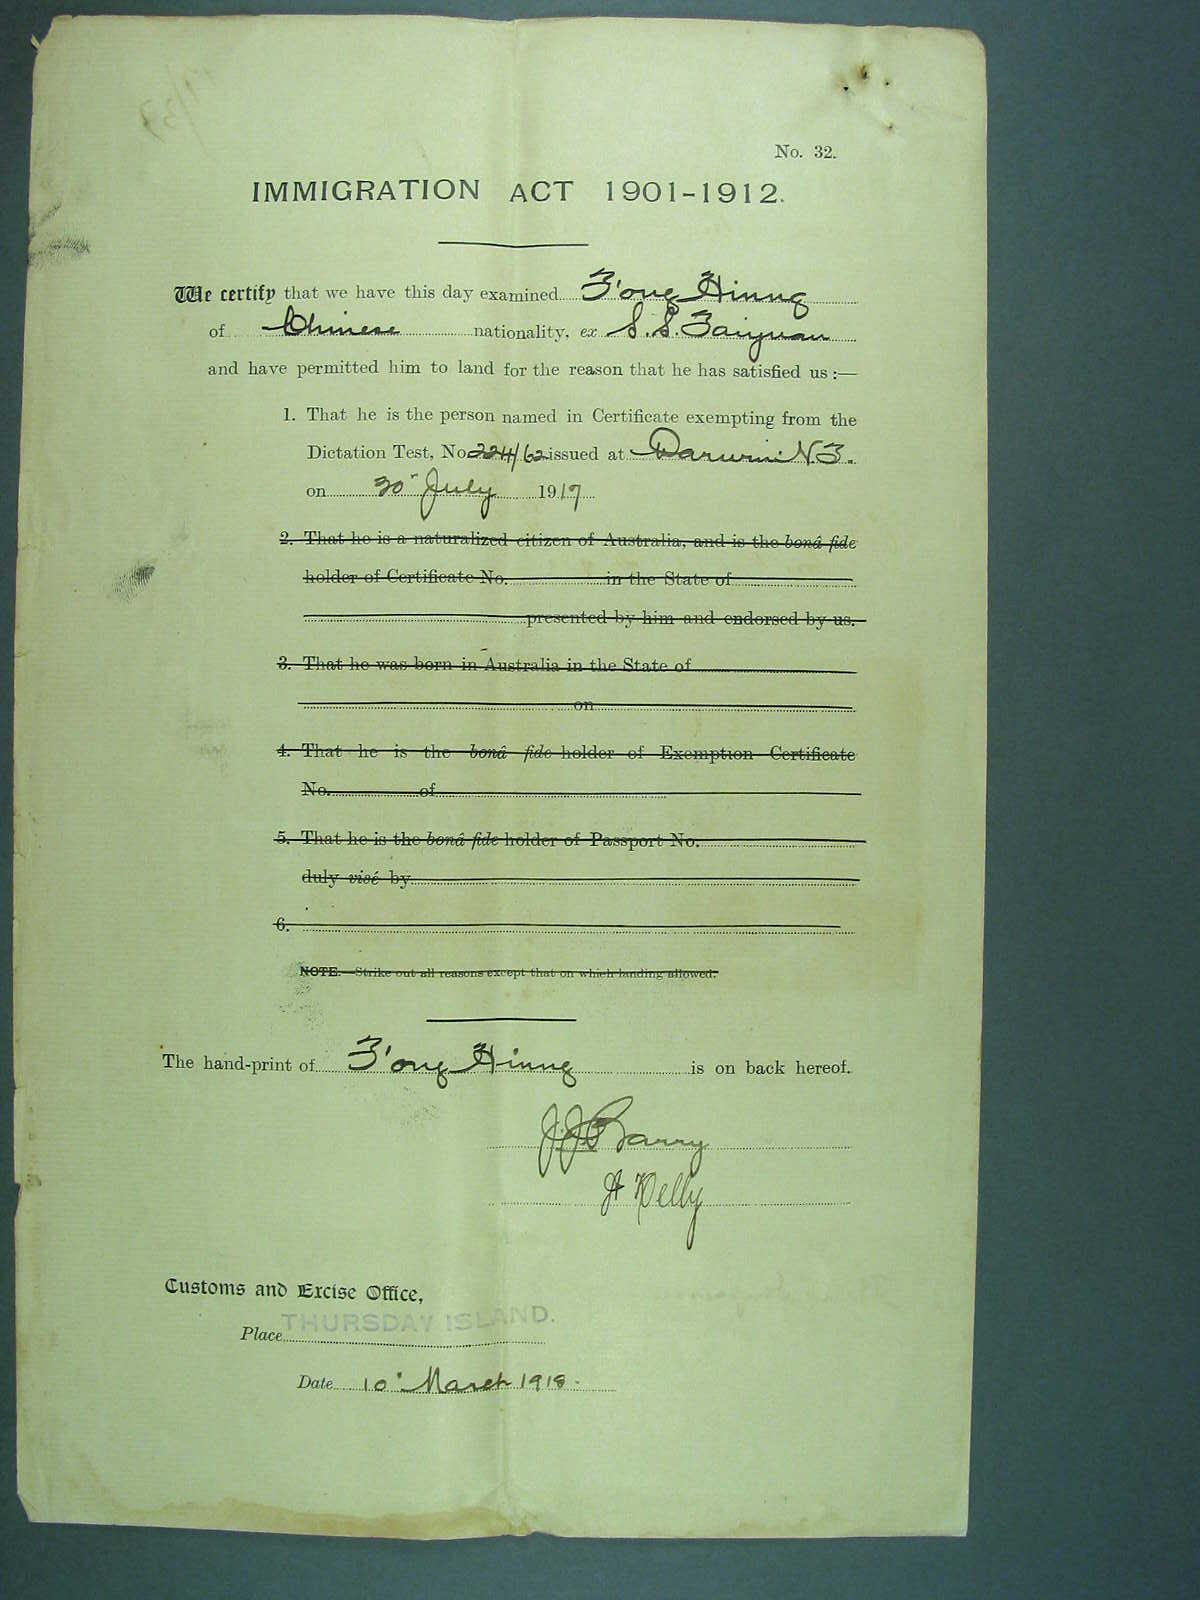 No. 32.
IMMIGRATION ACT 1901-1912.
We certify that we have this day examined T'ong Hinng
of Chinese nationality, ex S.S. Taiyuan
and have permitted him to land for the reason that he has satisfied us :—
1. That he is the person named in Certificate exempting from the
Dictation Test, No 224/62 issued at Darwin N.T.
on 30" July 1917
2. That he is a naturalized citizen of Australia, and is the bonâ fide
holder of Certificate No. in the State of
presented by him and endorsed by us.
3. That he was born in Australia in the State of
on
4. That he is the bonâ fide holder of Exemption Certificate
No. of
5. That he is the bonâ fide holder of Passport No.
duly visé by
6.
NOTE.—Strike out all reasons except that on which landing allowed.
The hand-print of T'ong Hinng is on back hereof.
J.J. Barry
Kelly
Customs and Excise Office,
THURSDAY ISLAND.
Place
Date 10" March 1918.